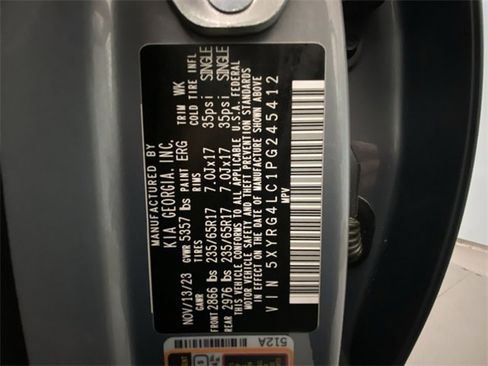 MANUFACTURED BY
KIA GEORGIA, INC.
NOV/13/23 GVWR 5357 lbs PAINT ERG TRIM WK
GAWR TIRES RIMS COLD TIRE INFL
FRONT 2866 lbs 235/65R17 7.0Jx17 35psi SINGLE
REAR 2976 lbs 235/65R17 7.0Jx17 35psi SINGLE
THIS VEHICLE CONFORMS TO ALL APPLICABLE U.S.A. FEDERAL
MOTOR VEHICLE SAFETY AND THEFT PREVENTION STANDARDS
IN EFFECT ON THE DATE OF MANUFACTURE SHOWN ABOVE
VIN 5XYRG4LC1PG245412
MPV
512A